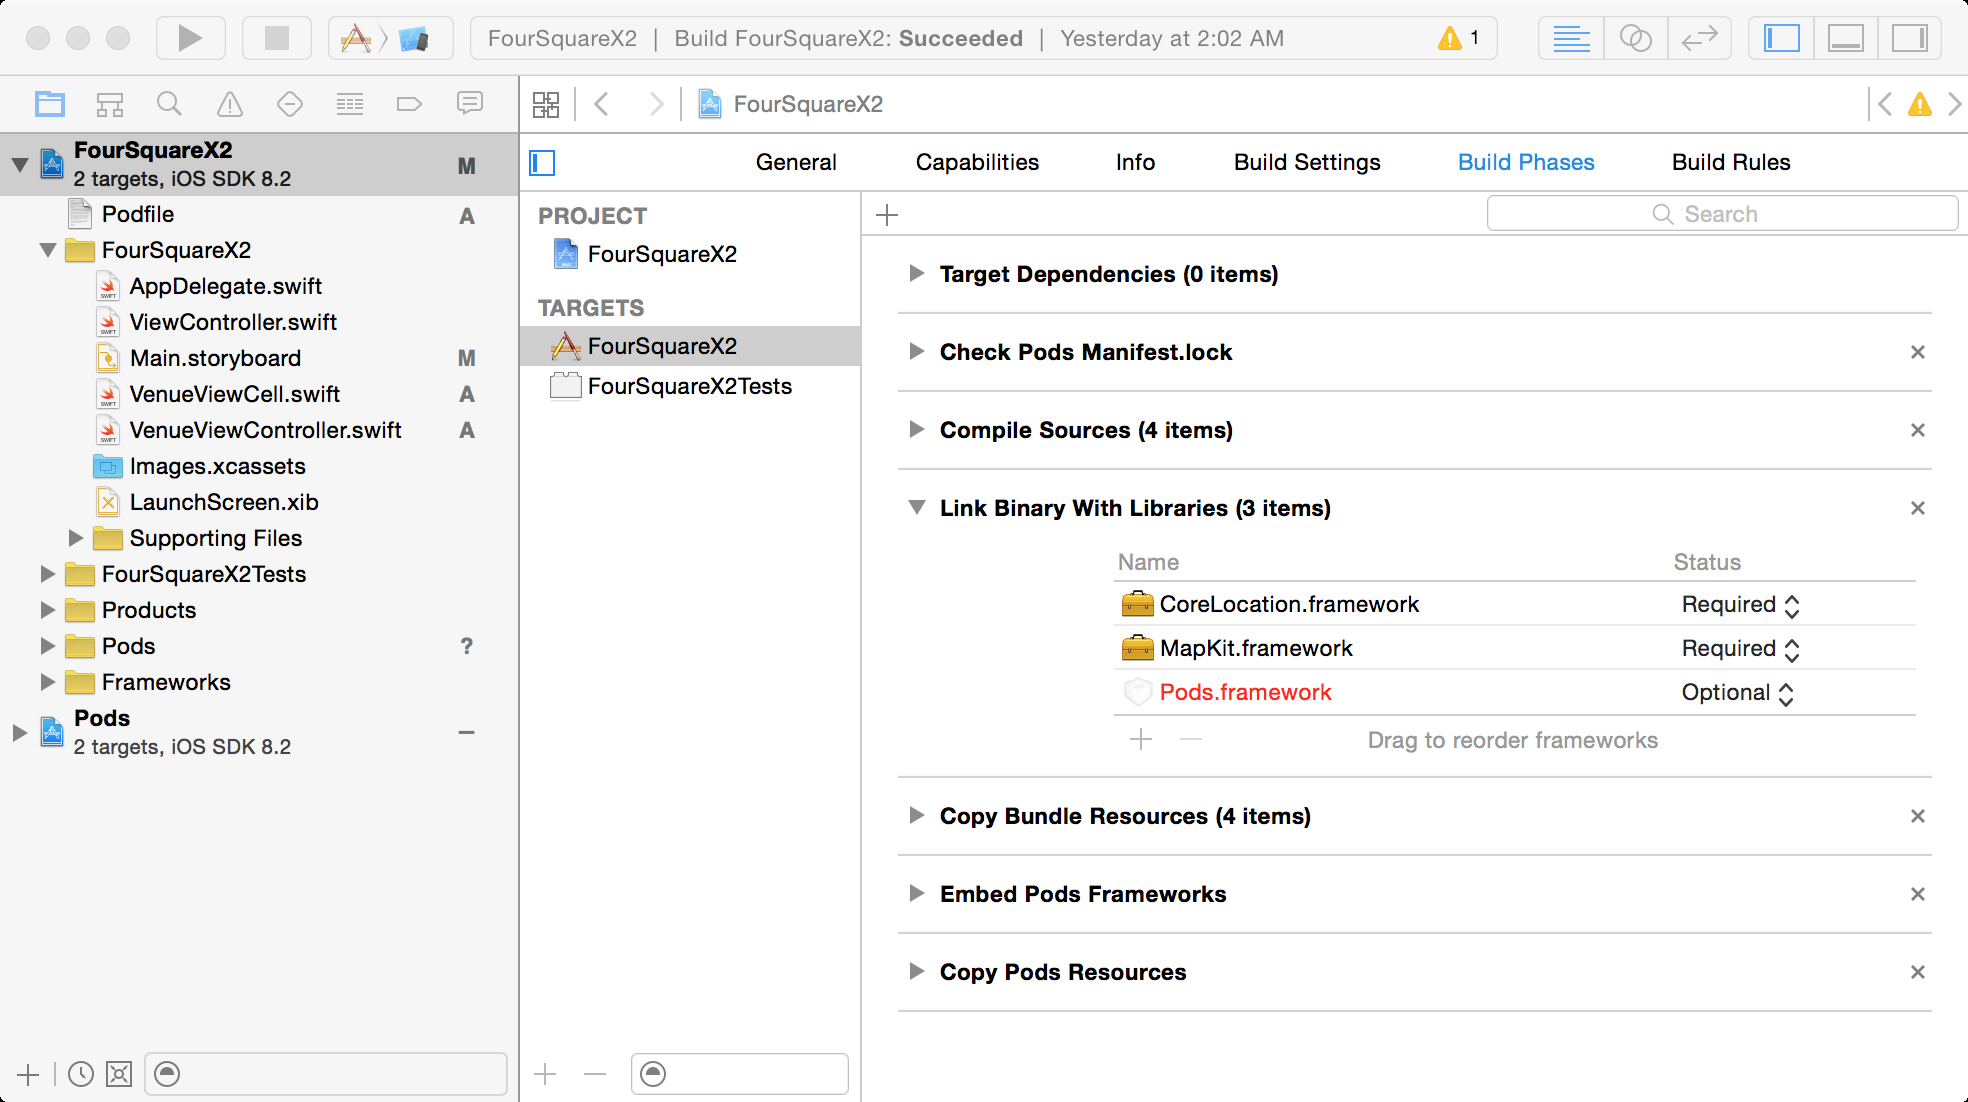 FourSquareX2 | Build FourSquareX2: Succeeded | Yesterday at 2:02 AM 1
FourSquareX2
FourSquareX2
2 targets, iOS SDK 8.2
M
Podfile A
FourSquareX2
AppDelegate.swift
ViewController.swift
Main.storyboard M
VenueViewCell.swift A
VenueViewController.swift A
Images.xcassets
LaunchScreen.xib
Supporting Files
FourSquareX2Tests
Products
Pods ?
Frameworks
Pods
2 targets, iOS SDK 8.2
General Capabilities Info Build Settings Build Phases Build Rules
PROJECT
FourSquareX2
TARGETS
FourSquareX2
FourSquareX2Tests
Search
Target Dependencies (0 items)
Check Pods Manifest.lock
Compile Sources (4 items)
Link Binary With Libraries (3 items)
Name Status
CoreLocation.framework Required
MapKit.framework Required
Pods.framework Optional
Drag to reorder frameworks
Copy Bundle Resources (4 items)
Embed Pods Frameworks
Copy Pods Resources